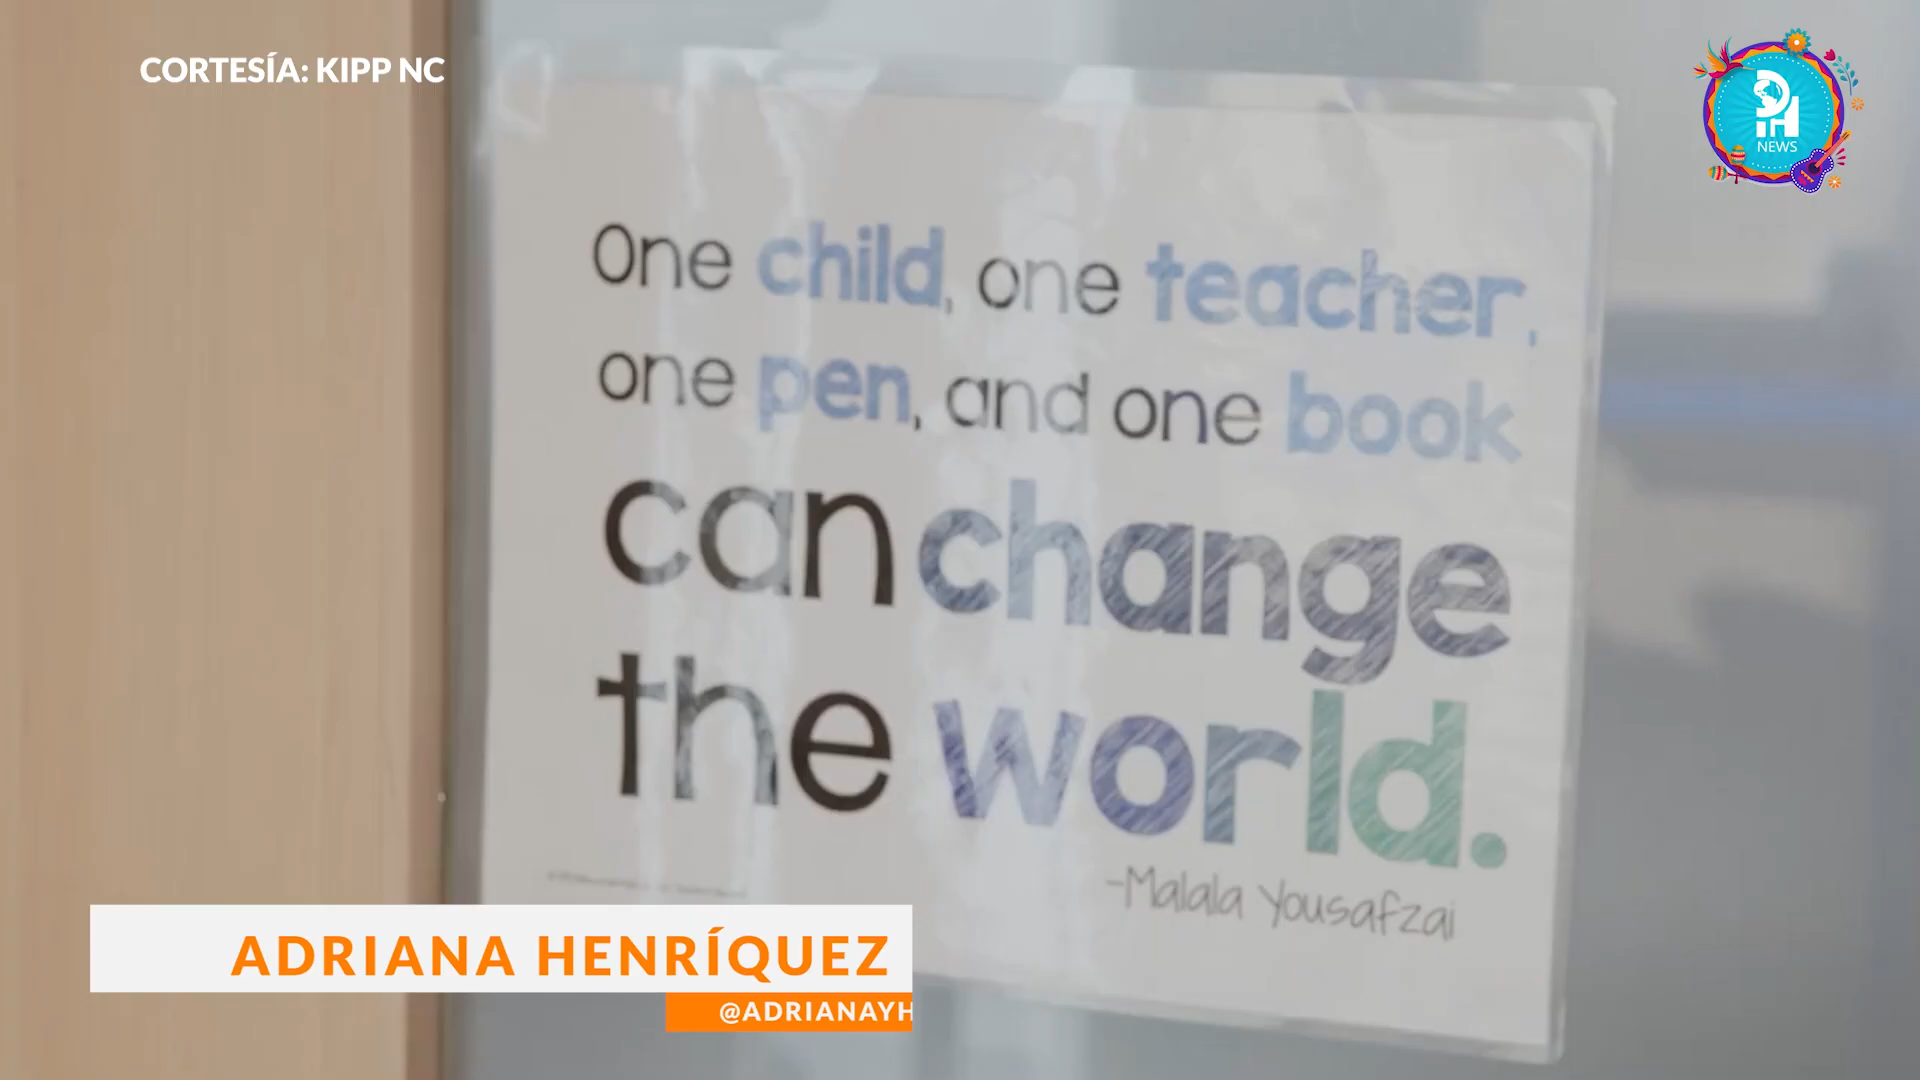 CORTESÍA: KIPP NC
NEWS
One child, one teacher,
one pen, and one book
can change
the world.
-Malala Yousafzai
ADRIANA HENRÍQUEZ
@ADRIANAYH